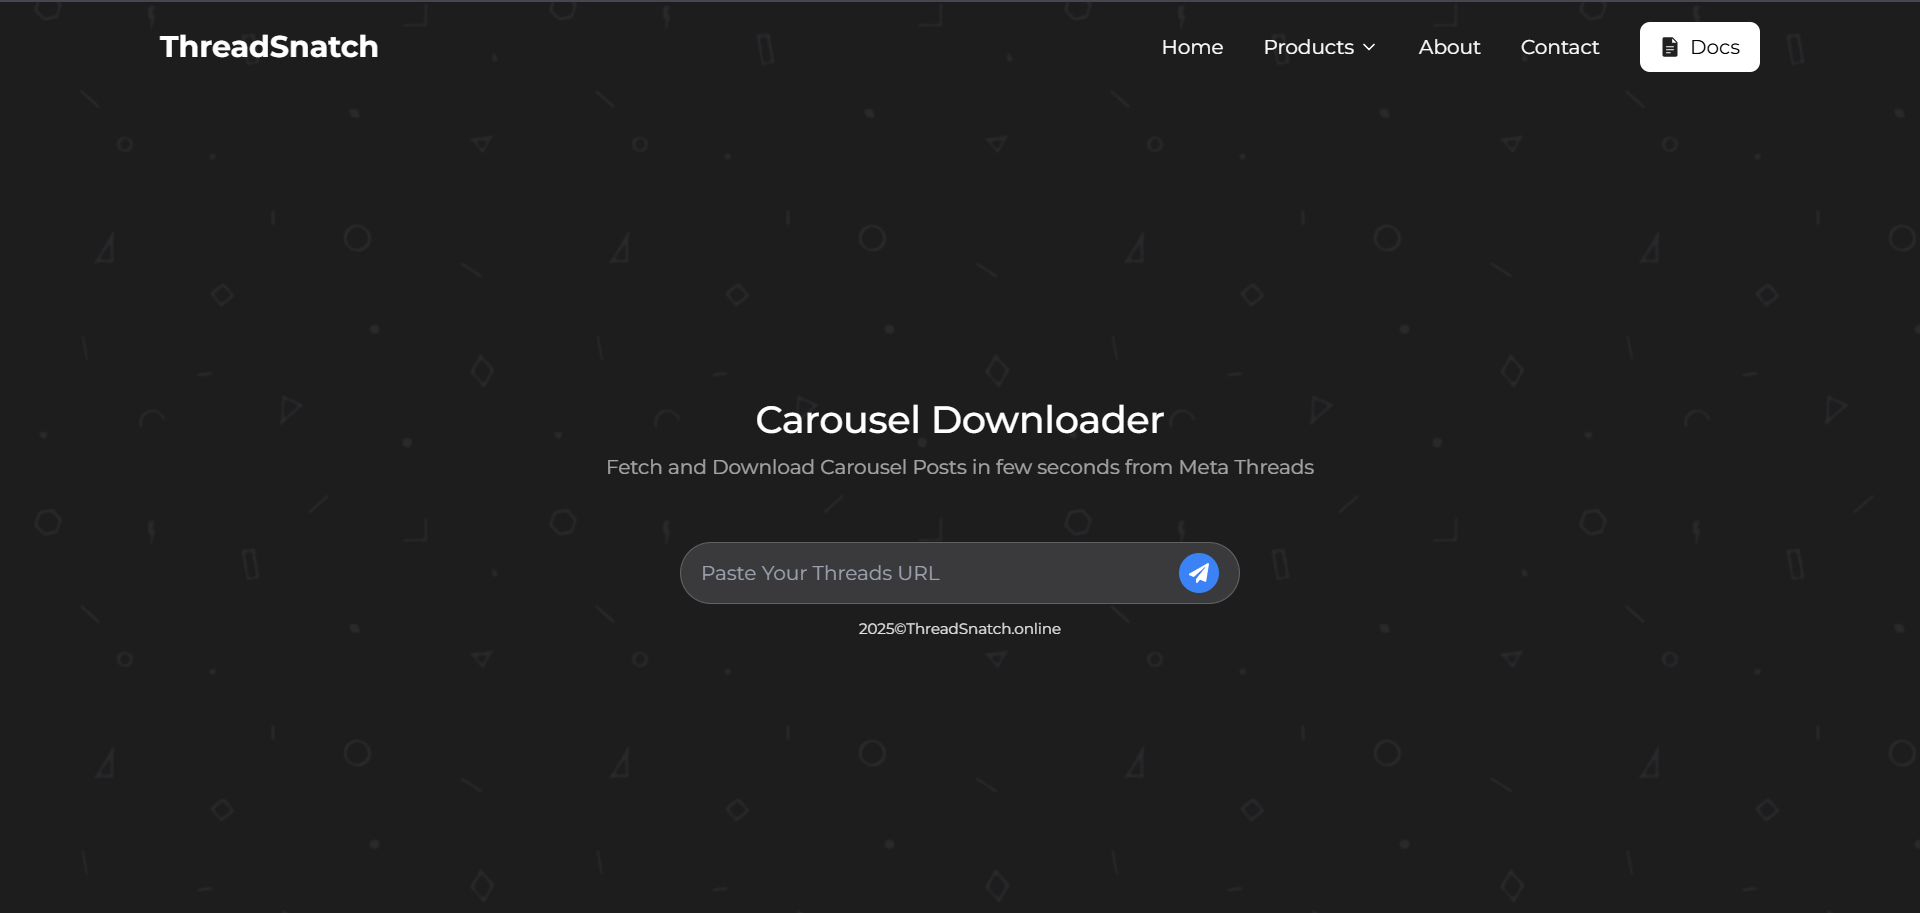 ThreadSnatch
Home Products About Contact Docs
Carousel Downloader
Fetch and Download Carousel Posts in few seconds from Meta Threads
Paste Your Threads URL
2025©ThreadSnatch.online